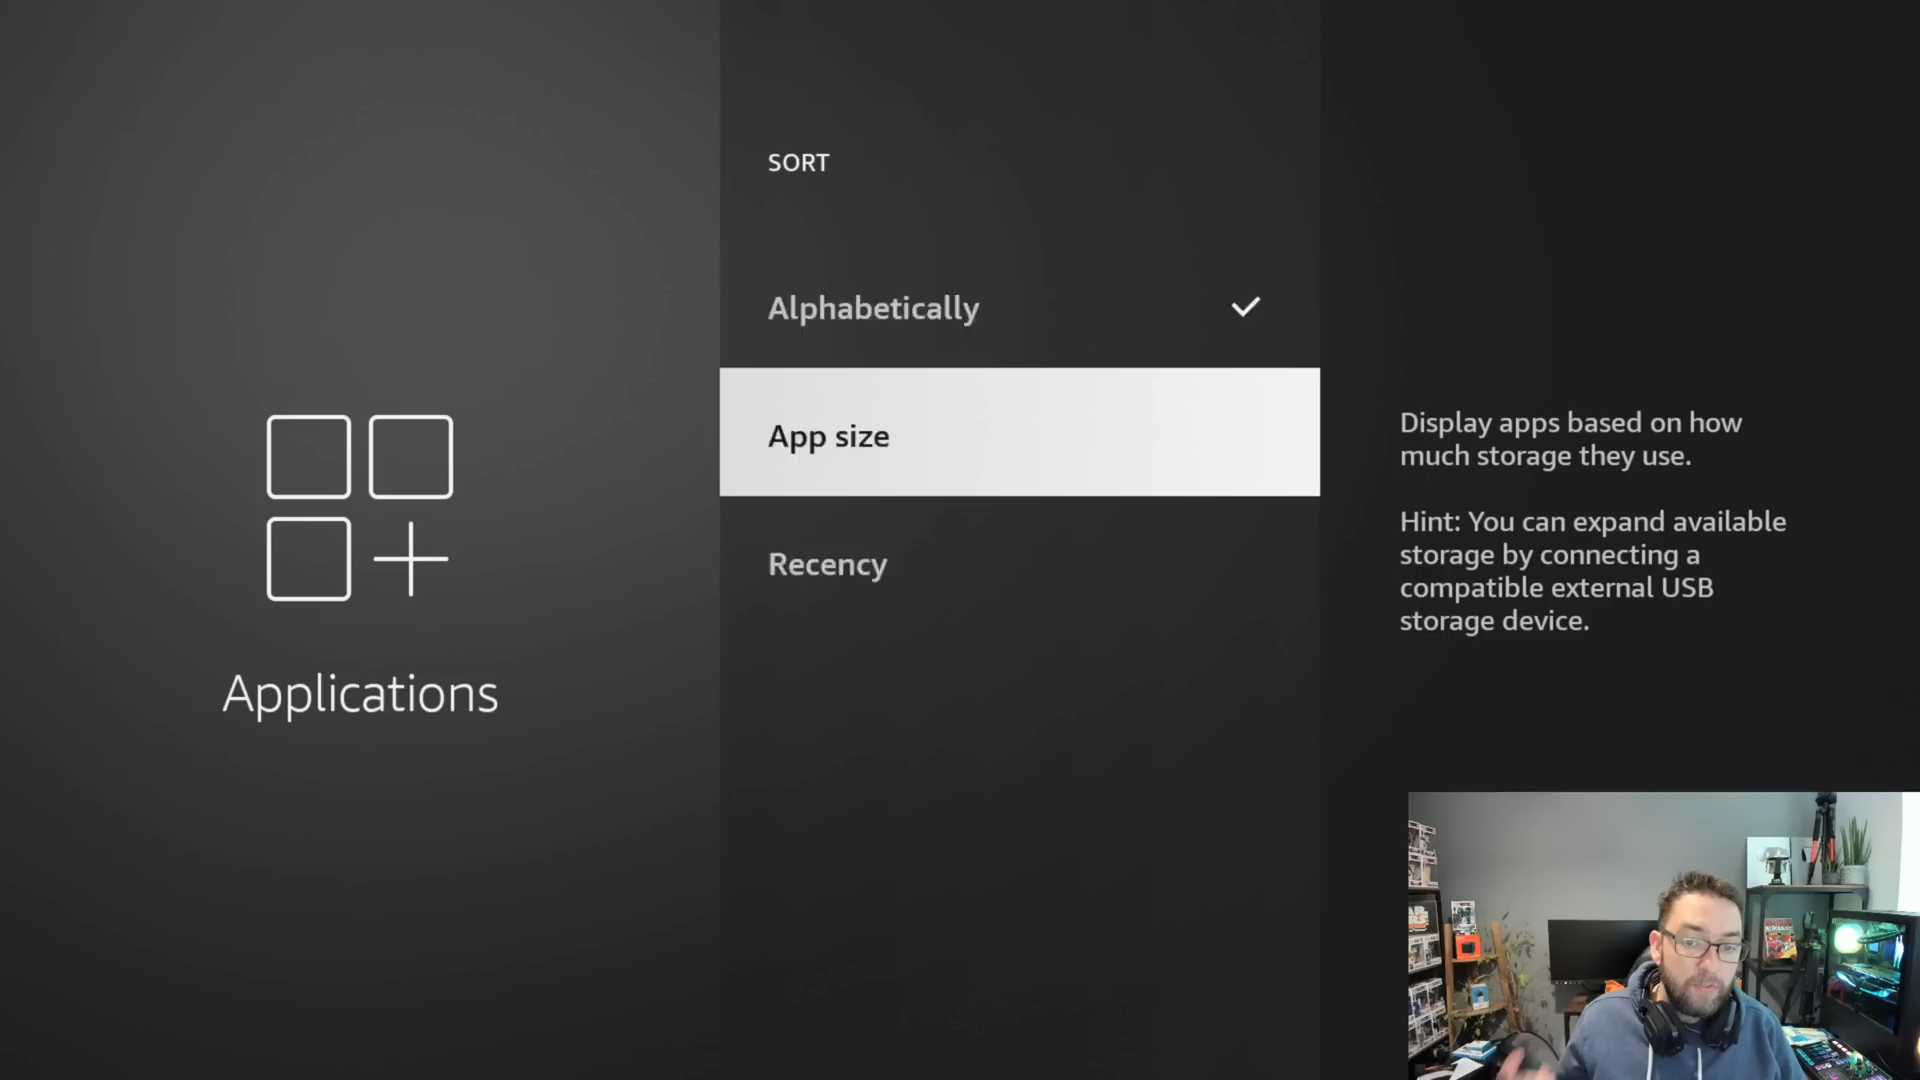 SORT
Alphabetically
App size
Recency
Applications
Display apps based on how
much storage they use.
Hint: You can expand available
storage by connecting a
compatible external USB
storage device.